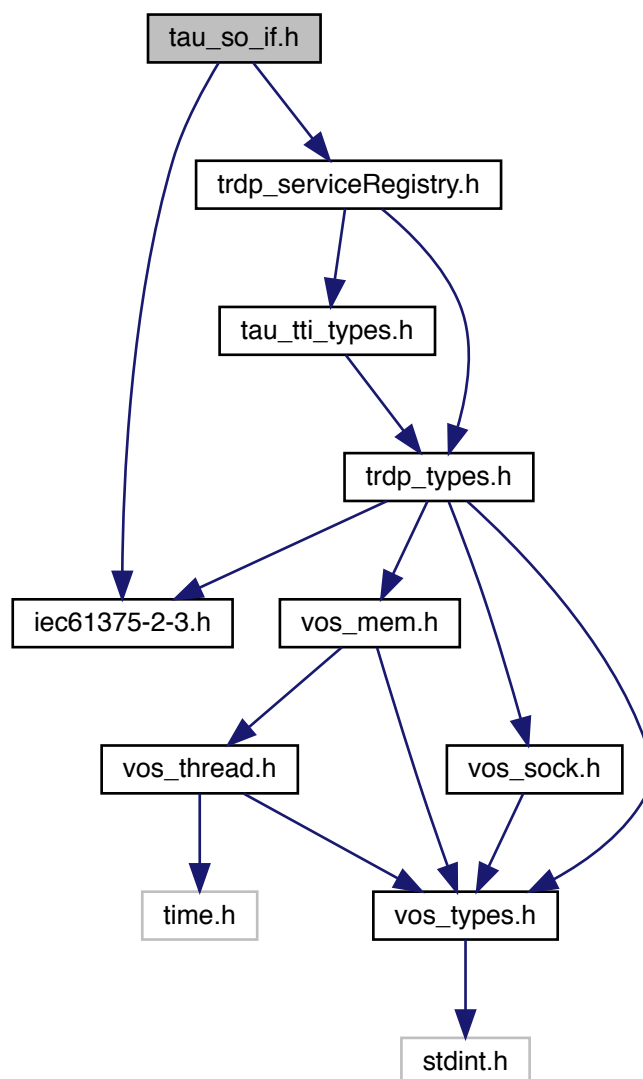 tau_so_if.h
trdp_serviceRegistry.h
tau_tti_types.h
trdp_types.h
iec61375-2-3.h
vos_mem.h
vos_thread.h
vos_sock.h
time.h
vos_types.h
stdint.h